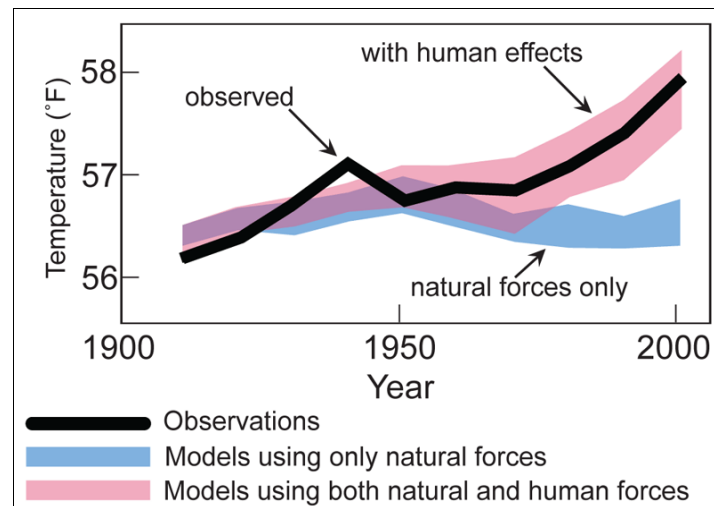 with human effects
58
observed
57
Temperature (˚F)
56
natural forces only
1900
1950
2000
Year
Observations
Models using only natural forces
Models using both natural and human forces